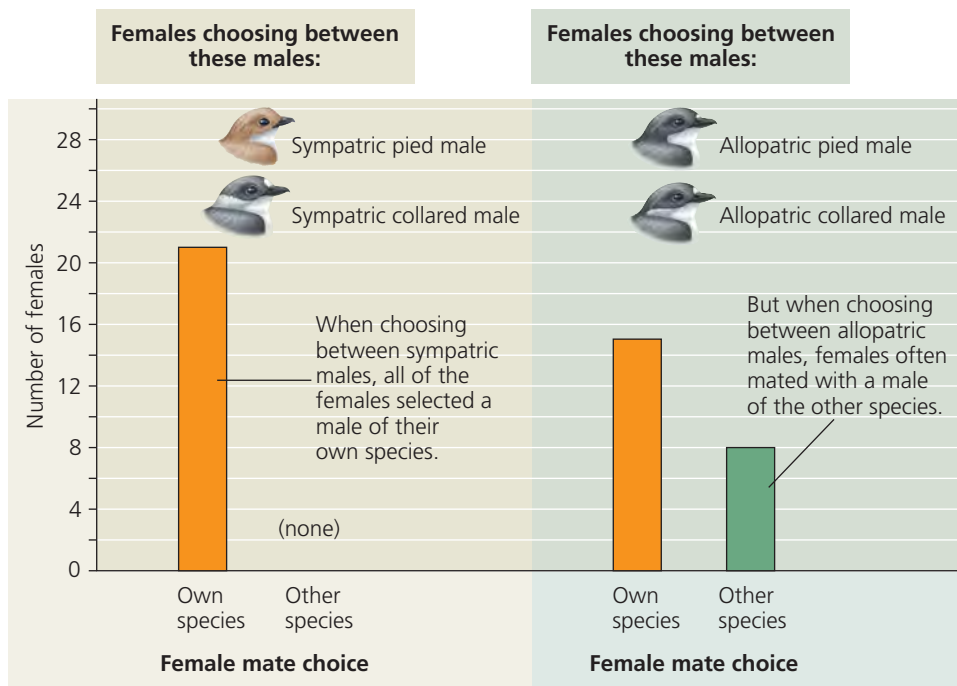 Females choosing between
these males:
Females choosing between
these males:
Number of females
28
24
20
16
12
8
4
0
Sympatric pied male
Sympatric collared male
When choosing
between sympatric
males, all of the
females selected a
male of their
own species.
(none)
Own
species
Other
species
Female mate choice
Allopatric pied male
Allopatric collared male
But when choosing
between allopatric
males, females often
mated with a male
of the other species.
Own
species
Other
species
Female mate choice